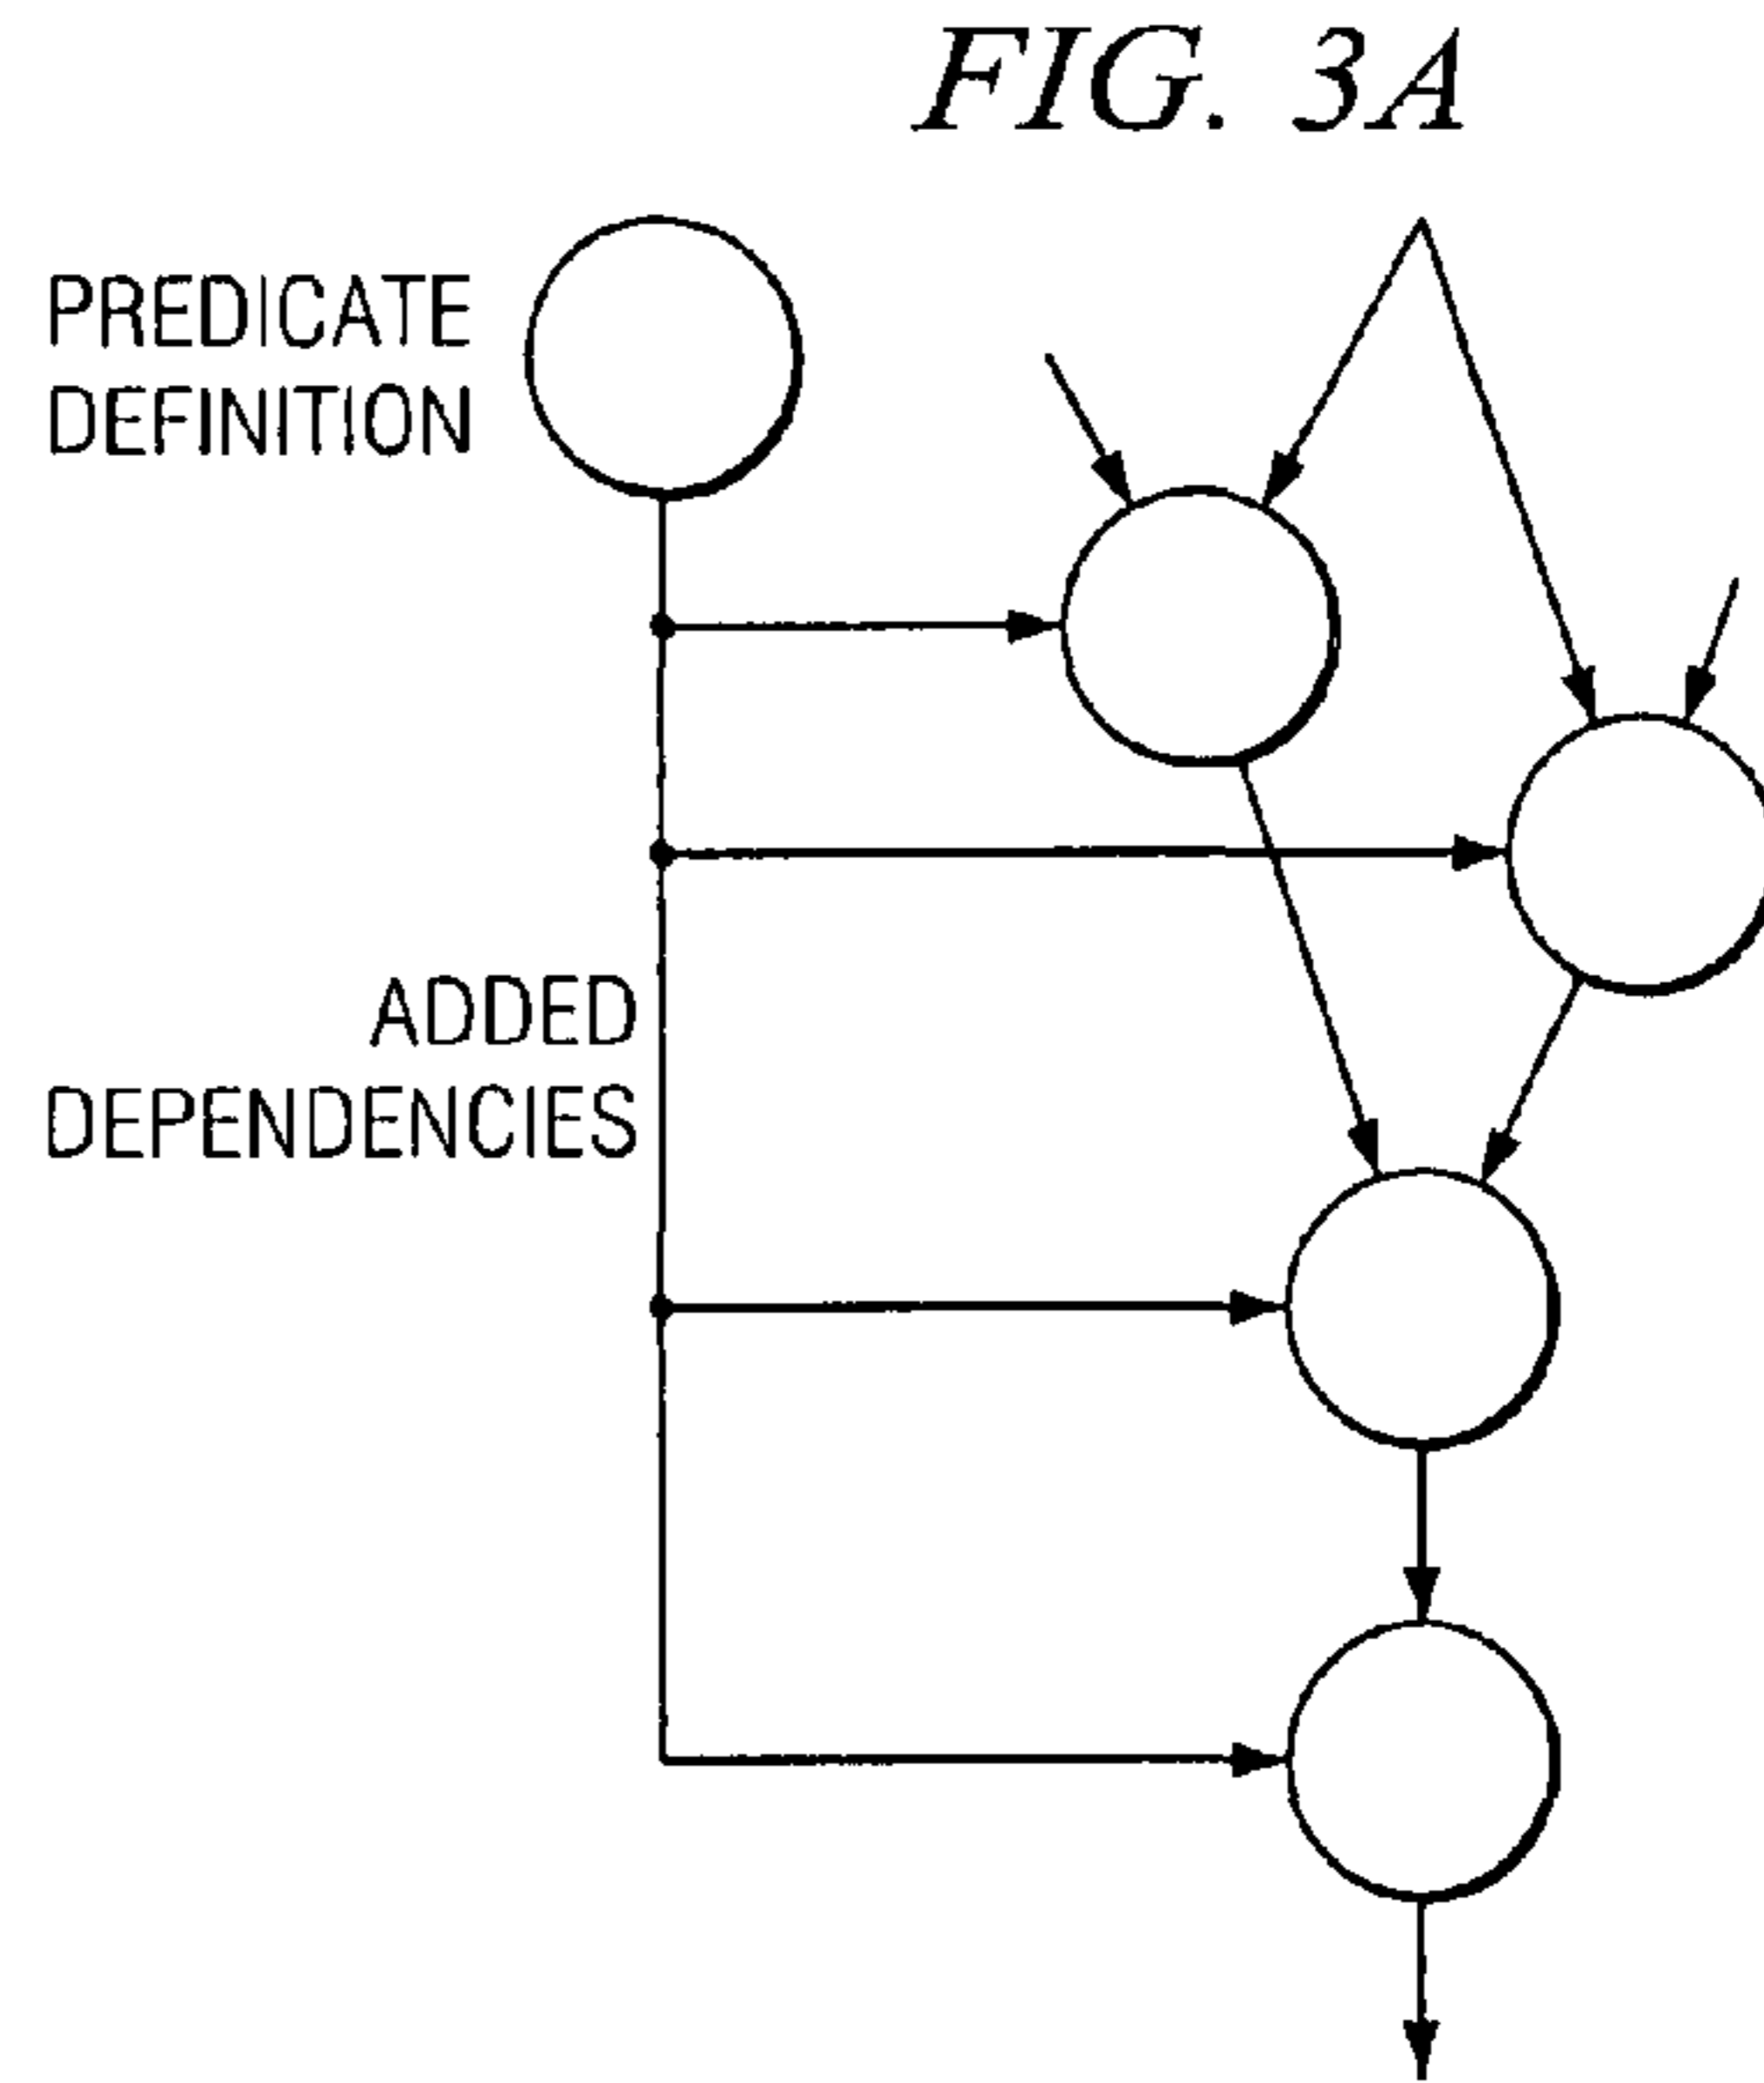 FIG. 3A
PREDICATE
DEFINITION
ADDED
DEPENDENCIES